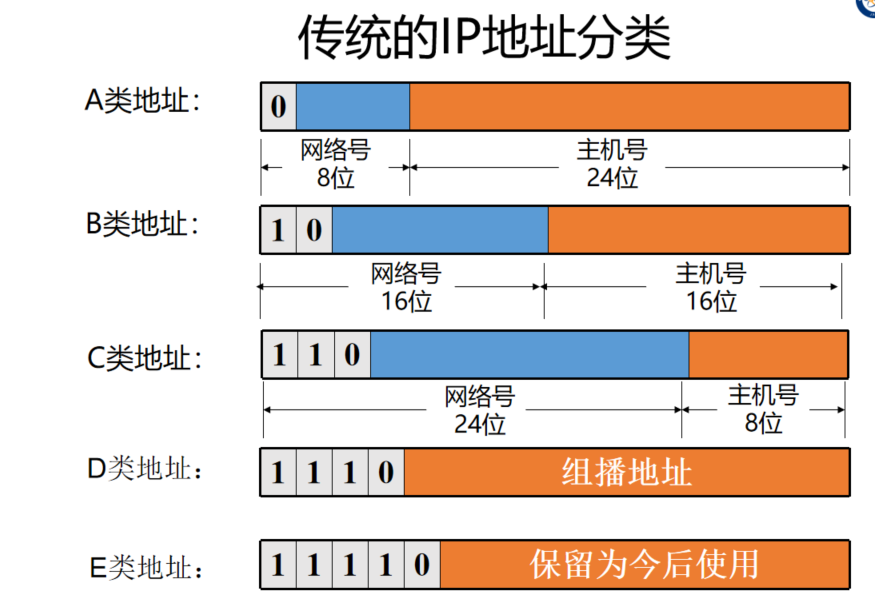 传统的IP地址分类
A类地址：
0
网络号 主机号
8位 24位
B类地址：
1 0
网络号 主机号
16位 16位
C类地址：
1 1 0
网络号 主机号
24位 8位
D类地址：
1 1 1 0 组播地址
E类地址：
1 1 1 1 0 保留为今后使用